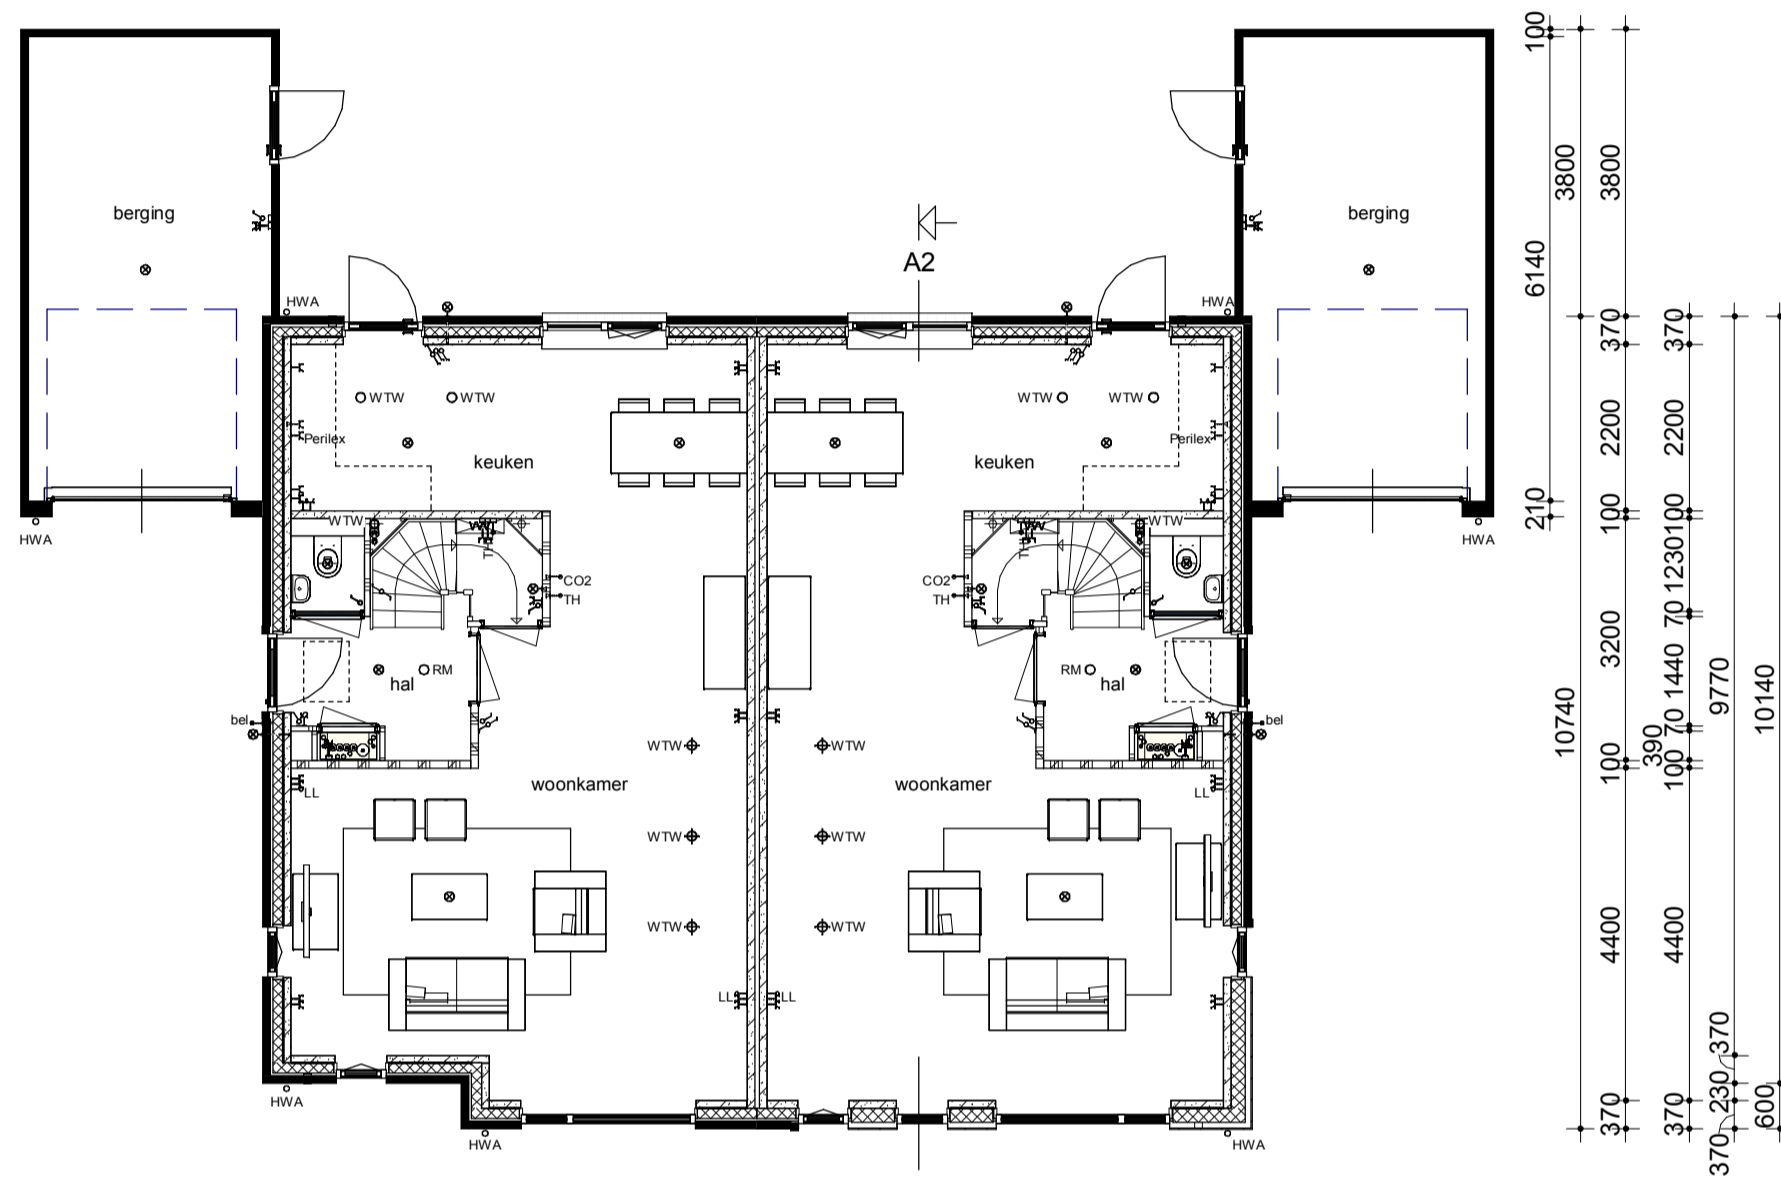 100
3800
3800
berging
berging
A2
6140
HWA
HWA
370
370
WTW
WTW
WTW
WTW
2200
2200
Perilex
Perilex
keuken
keuken
210
100
100
WTW
WTW
HWA
HWA
TH
TH
1230
CO2
CO2
TH
TH
70
3200
RM
RM
hal
hal
1440
9770
10140
10740
bel
bel
70
390
WTW
WTW
100
100
woonkamer
woonkamer
LL
LL
WTW
WTW
4400
4400
WTW
WTW
LL
LL
370
230
HWA
370
370
600
HWA
HWA
370